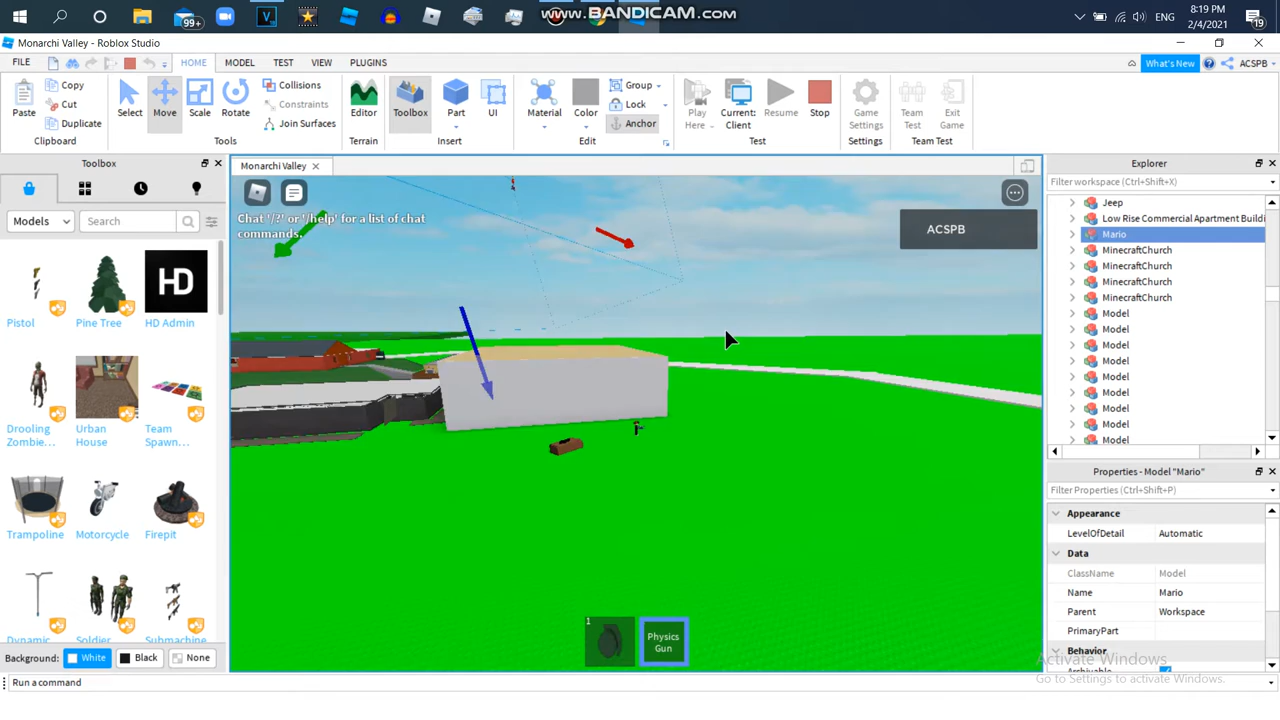 www.BANDICAM.com
99+
8:19 PM
ENG
2/4/2021
19
Monarchi Valley - Roblox Studio
FILE
HOME
MODEL
TEST
VIEW
PLUGINS
What's New
ACSPB
Paste
Copy
Cut
Duplicate
Clipboard
Select
Move
Scale
Rotate
Collisions
Constraints
Join Surfaces
Tools
Editor
Terrain
Toolbox
Part
UI
Insert
Material
Color
Group
Lock
Anchor
Edit
Play Here
Current: Client
Resume
Stop
Test
Game Settings
Settings
Team Test
Exit Game
Team Test
Toolbox
Models
Search
Pistol
Pine Tree
HD Admin
HD
Drooling Zombie...
Urban House
Team Spawn...
Trampoline
Motorcycle
Firepit
Dynamic
Soldier
Submachine
Background:
White
Black
None
Run a command
Monarchi Valley
Chat '/?' or '/help' for a list of chat
commands.
ACSPB
1
Physics
Gun
Explorer
Filter workspace (Ctrl+Shift+X)
Jeep
Low Rise Commercial Apartment Buildi
Mario
MinecraftChurch
MinecraftChurch
MinecraftChurch
MinecraftChurch
Model
Model
Model
Model
Model
Model
Model
Model
Model
Properties - Model "Mario"
Filter Properties (Ctrl+Shift+P)
Appearance
LevelOfDetail Automatic
Data
ClassName Model
Name Mario
Parent Workspace
PrimaryPart
Behavior
Archivable
Activate Windows
Go to Settings to activate Windows.